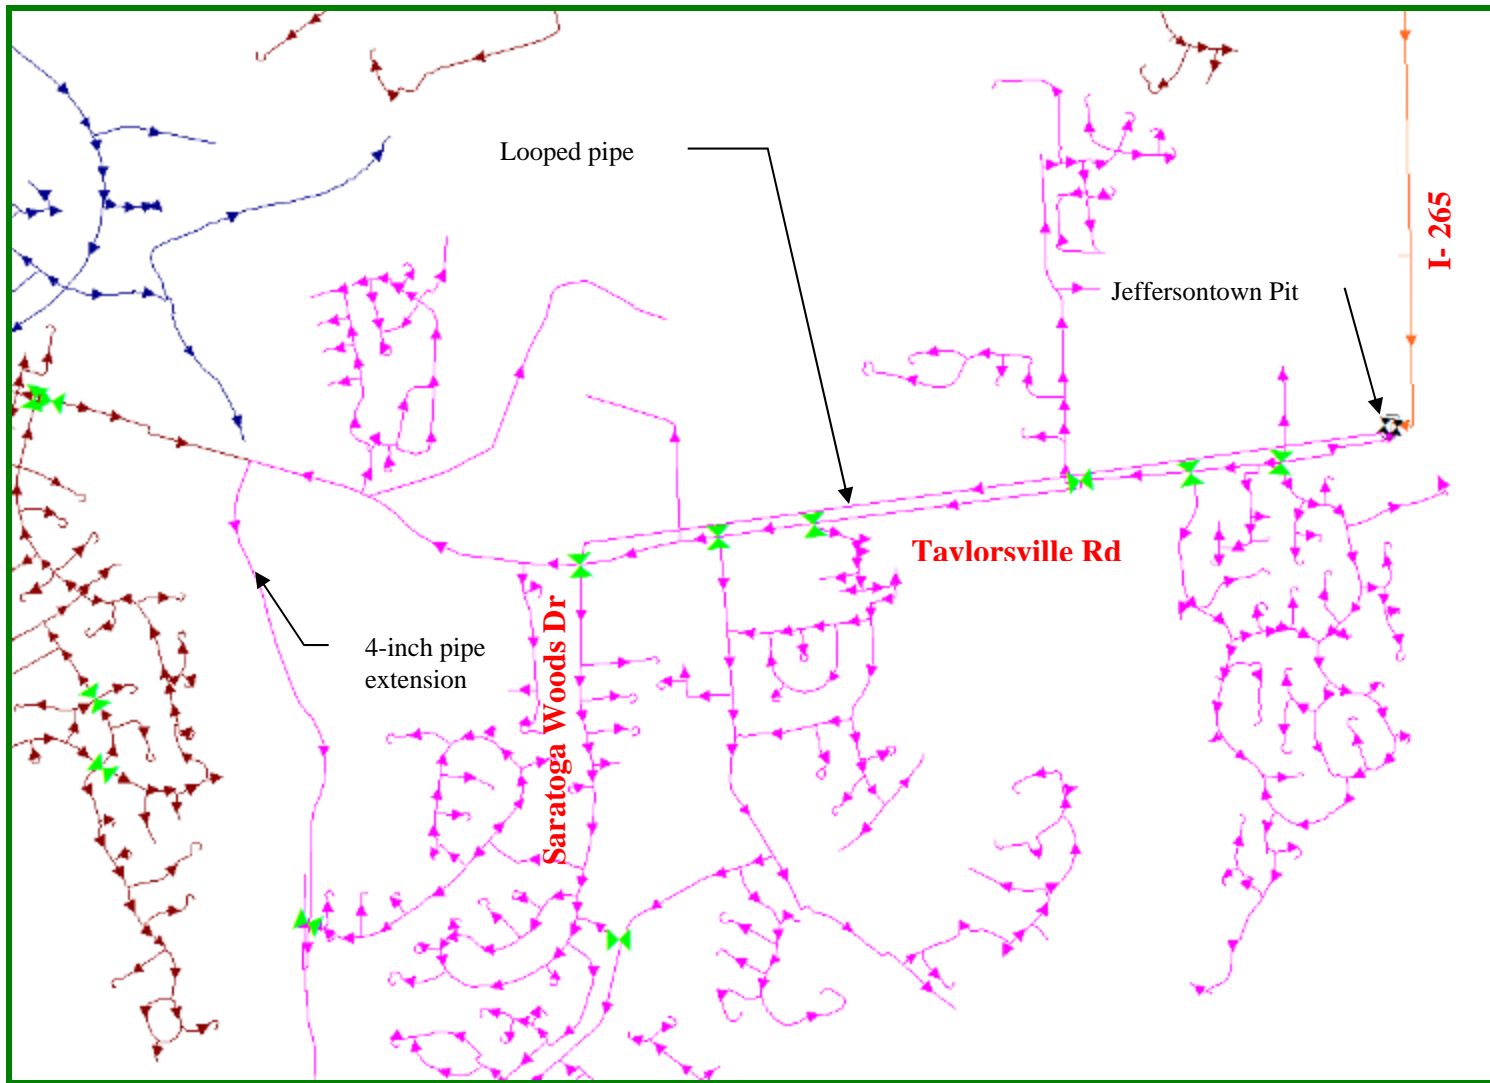 Looped pipe
I- 265
Jeffersontown Pit
Taylorsville Rd
Saratoga Woods Dr
4-inch pipe
extension